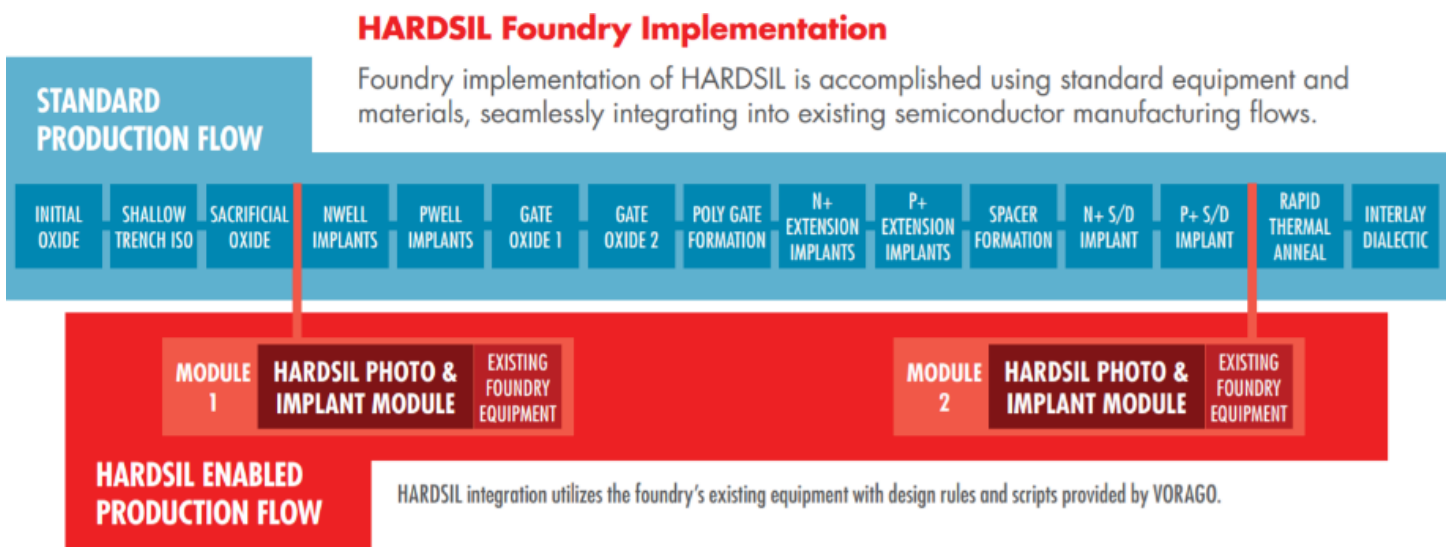 HARDSIL Foundry Implementation
Foundry implementation of HARDSIL is accomplished using standard equipment and
materials, seamlessly integrating into existing semiconductor manufacturing flows.
STANDARD
PRODUCTION FLOW
INITIAL
OXIDE
SHALLOW
TRENCH ISO
SACRIFICIAL
OXIDE
NWELL
IMPLANTS
PWELL
IMPLANTS
GATE
OXIDE 1
GATE
OXIDE 2
POLY GATE
FORMATION
N+
EXTENSION
IMPLANTS
P+
EXTENSION
IMPLANTS
SPACER
FORMATION
N+ S/D
IMPLANT
P+ S/D
IMPLANT
RAPID
THERMAL
ANNEAL
INTERLAY
DIALECTIC
MODULE
1
HARDSIL PHOTO &
IMPLANT MODULE
EXISTING
FOUNDRY
EQUIPMENT
MODULE
2
HARDSIL PHOTO &
IMPLANT MODULE
EXISTING
FOUNDRY
EQUIPMENT
HARDSIL ENABLED
PRODUCTION FLOW
HARDSIL integration utilizes the foundry's existing equipment with design rules and scripts provided by VORAGO.